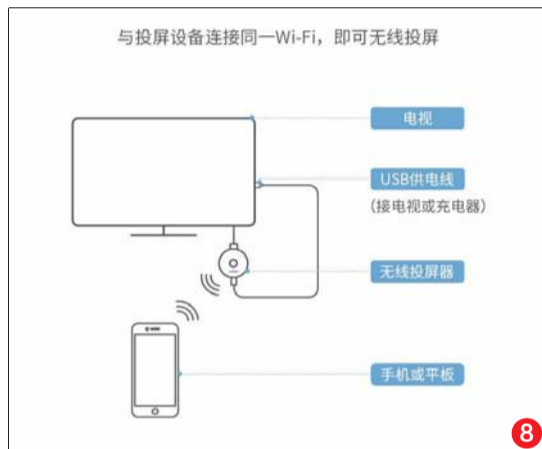 与投屏设备连接同一Wi-Fi，即可无线投屏
电视
USB供电线
(接电视或充电器)
无线投屏器
手机或平板
8